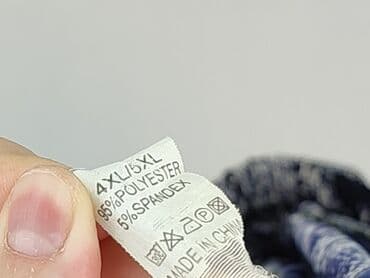 4XL/5XL
95%POLYESTER
5%SPANDEX
MADE IN CHINA